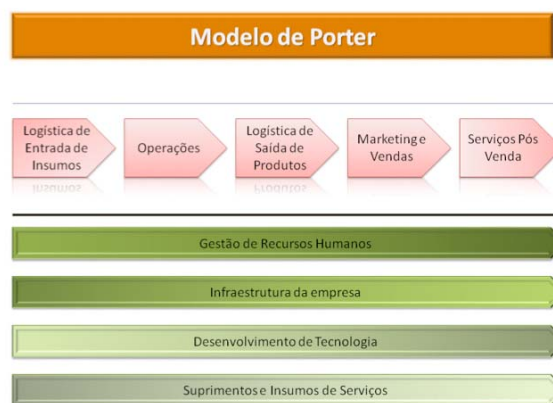 Modelo de Porter
Logística de
Entrada de
Insumos
Operações
Logística de
Saída de
Produtos
Marketing e
Vendas
Serviços Pós
Venda
Gestão de Recursos Humanos
Infraestrutura da empresa
Desenvolvimento de Tecnologia
Suprimentos e Insumos de Serviços